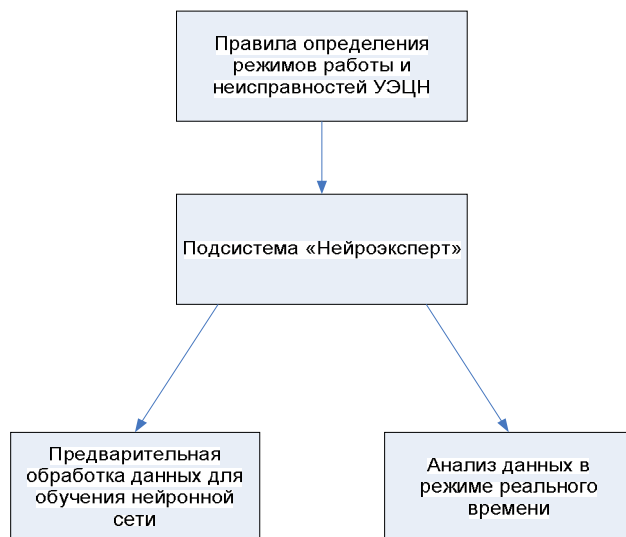 Правила определения
режимов работы и
неисправностей УЭЦН
Подсистема «Нейроэксперт»
Предварительная
обработка данных для
обучения нейронной
сети
Анализ данных в
режиме реального
времени